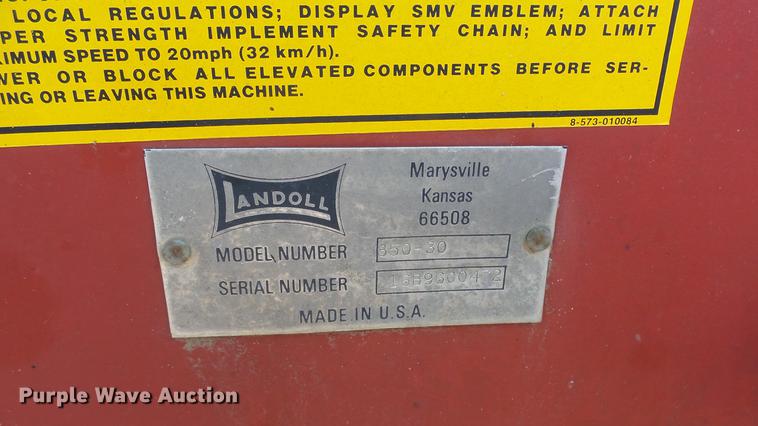 LOCAL REGULATIONS; DISPLAY SMV EMBLEM; ATTACH
PER STRENGTH IMPLEMENT SAFETY CHAIN; AND LIMIT
XIMUM SPEED TO 20mph (32 km/h).
WER OR BLOCK ALL ELEVATED COMPONENTS BEFORE SER-
ING OR LEAVING THIS MACHINE.
8-573-010084
LANDOLL
Marysville
Kansas
66508
MODEL NUMBER 850-30
SERIAL NUMBER
MADE IN U.S.A.
Purple Wave Auction